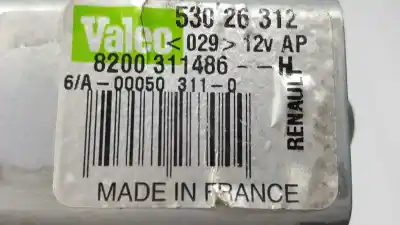 Valeo 530 26 312
<029> 12v AP
8200 311486--H
6/A-00050 311-0
RENAULT
MADE IN FRANCE